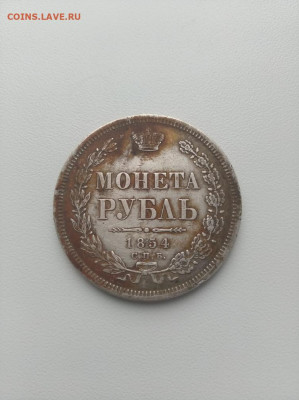 COINS.LAVE.RU
МОНЕТА
РУБЛЬ
1854
С.П.Б.